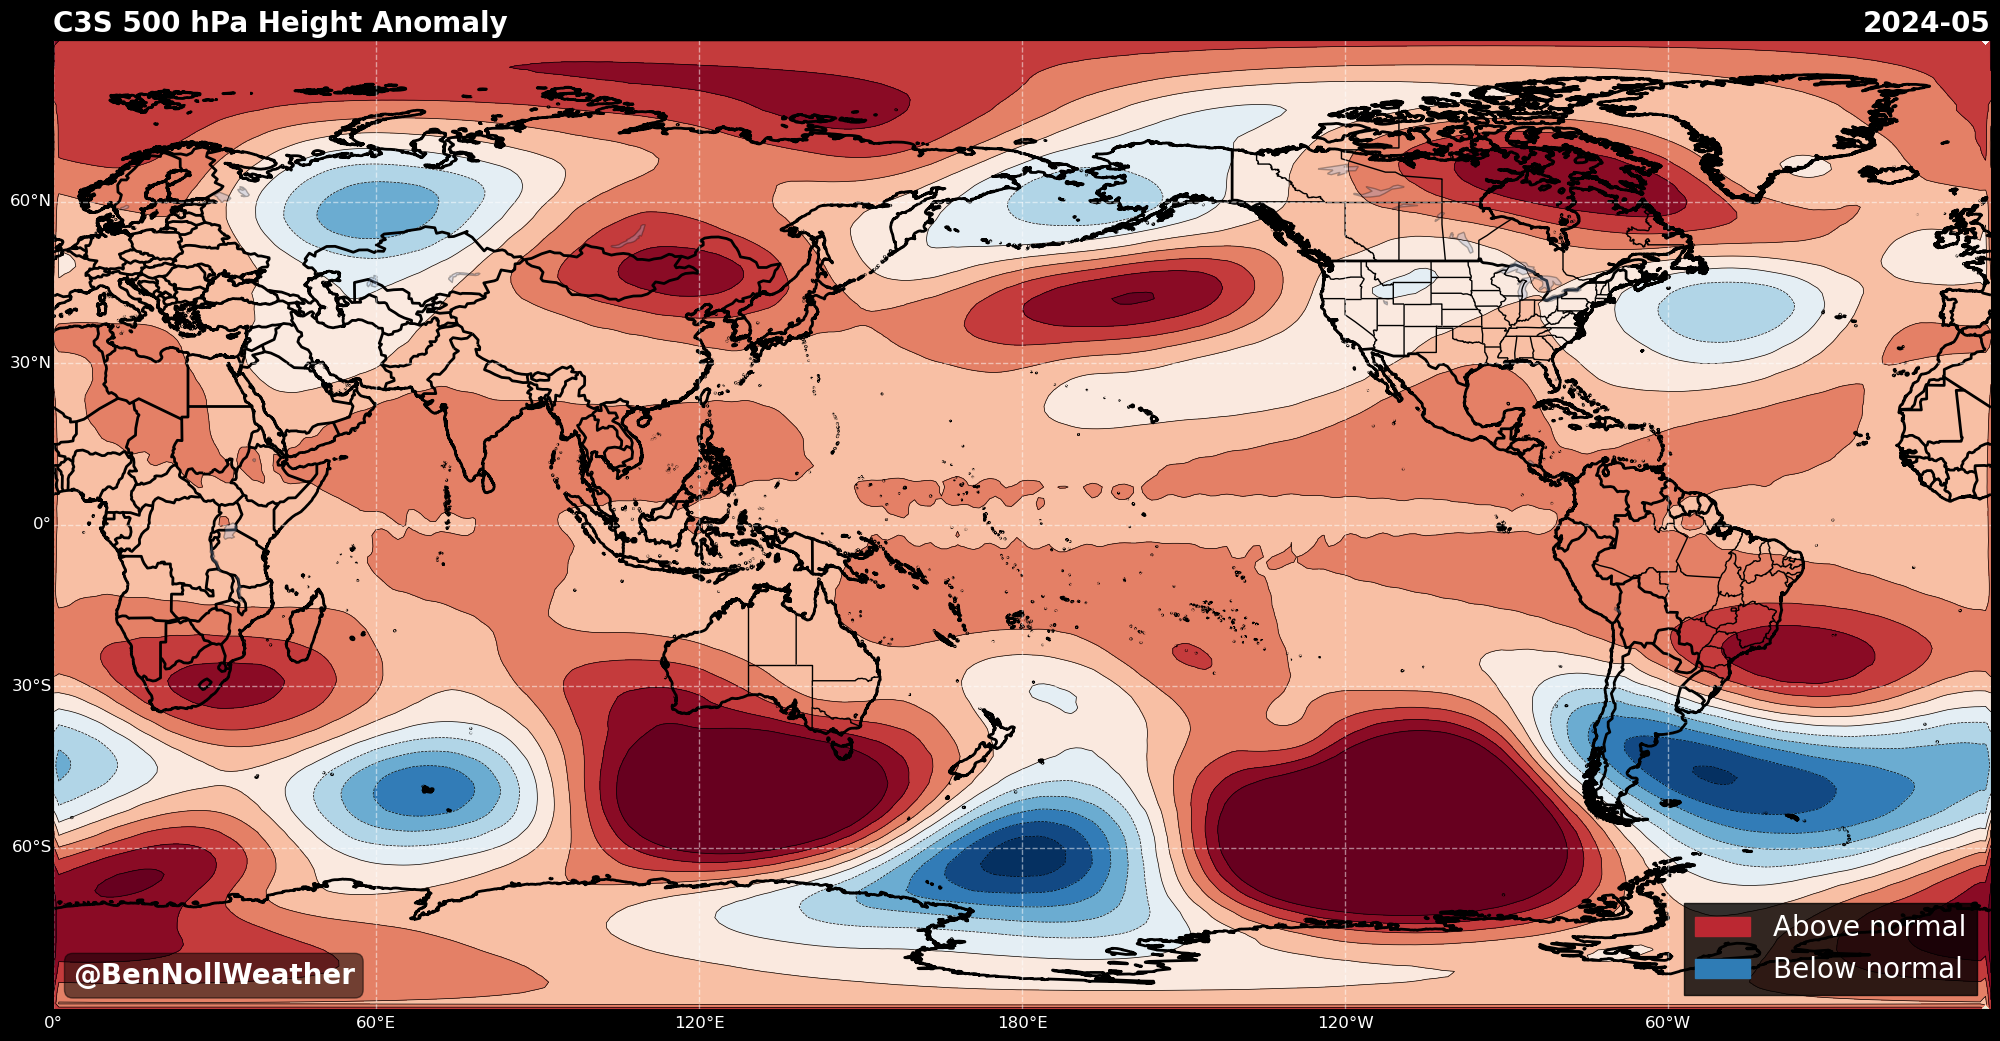 C3S 500 hPa Height Anomaly
2024-05
60°N
30°N
0°
30°S
60°S
Above normal
Below normal
@BenNollWeather
0°
60°E
120°E
180°E
120°W
60°W